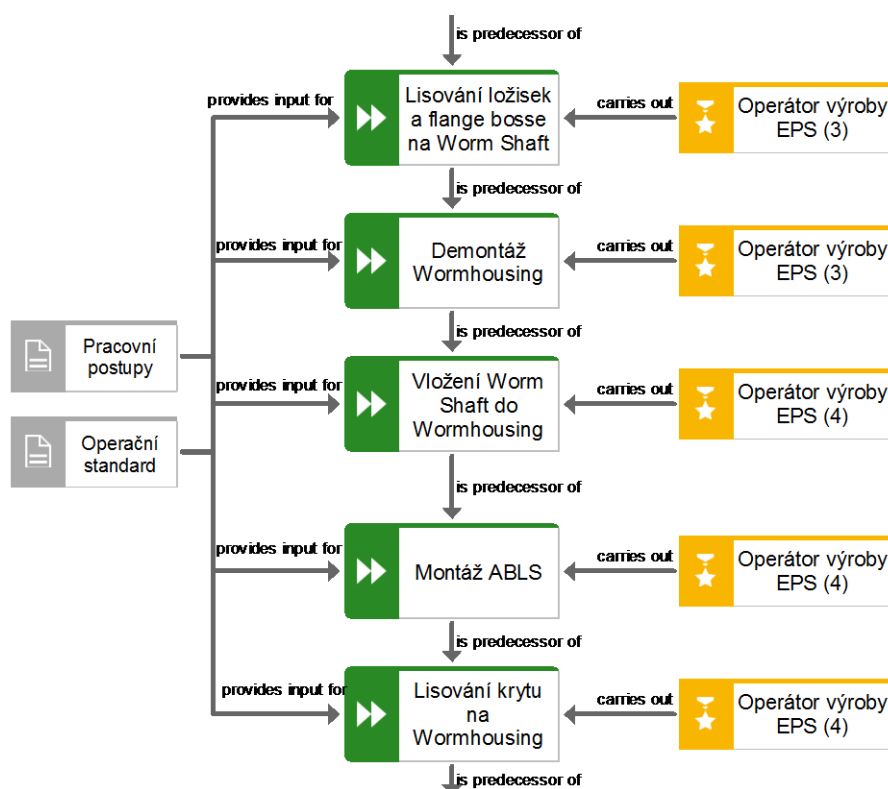 is predecessor of
provides input for
Lisování ložisek
a flange bosse
na Worm Shaft
carries out
Operátor výroby
EPS (3)
is predecessor of
provides input for
Demontáž
Wormhousing
carries out
Operátor výroby
EPS (3)
is predecessor of
Pracovní
postupy
provides input for
Vložení Worm
Shaft do
Wormhousing
carries out
Operátor výroby
EPS (4)
Operační
standard
is predecessor of
provides input for
Montáž ABLS
carries out
Operátor výroby
EPS (4)
is predecessor of
provides input for
Lisování krytu
na
Wormhousing
carries out
Operátor výroby
EPS (4)
is predecessor of